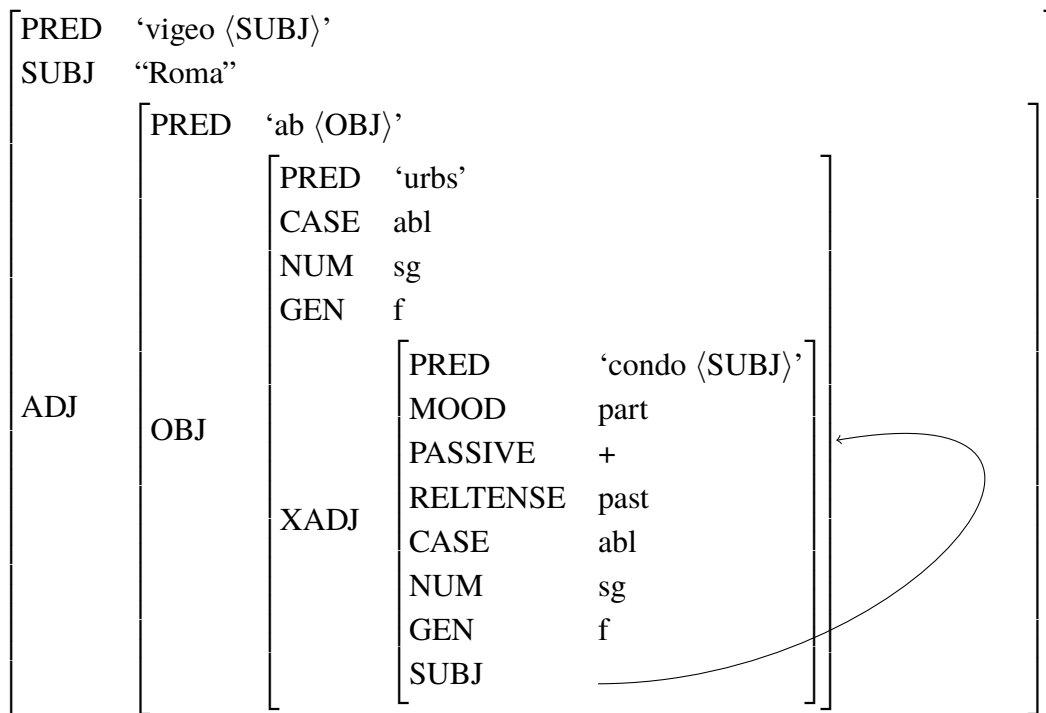 PRED ‘vigeo ⟨SUBJ⟩’
SUBJ “Roma”
PRED ‘ab ⟨OBJ⟩’
PRED ‘urbs’
CASE abl
NUM sg
GEN f
PRED ‘condo ⟨SUBJ⟩’
ADJ
MOOD part
OBJ
PASSIVE +
RELTENSE past
XADJ
CASE abl
NUM sg
GEN f
SUBJ